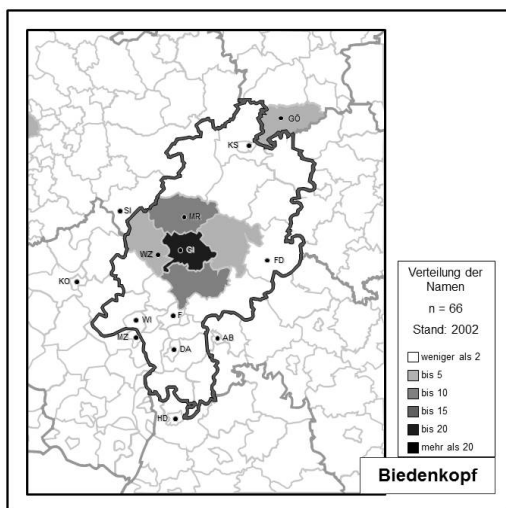 GÖ
KS
SI
MR
WZ
GI
FD
KO
WI
F
MZ
AB
DA
HD
Verteilung der
Namen
n = 66
Stand: 2002
weniger als 2
bis 5
bis 10
bis 15
bis 20
mehr als 20
Biedenkopf